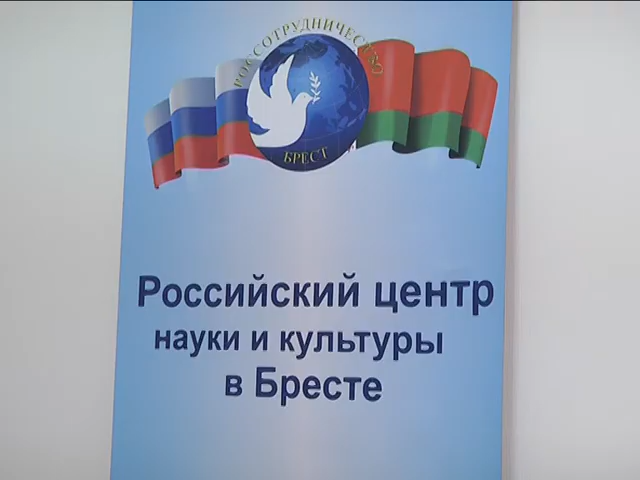 РОССОТРУДНИЧЕСТВО
БРЕСТ
Российский центр
науки и культуры
в Бресте